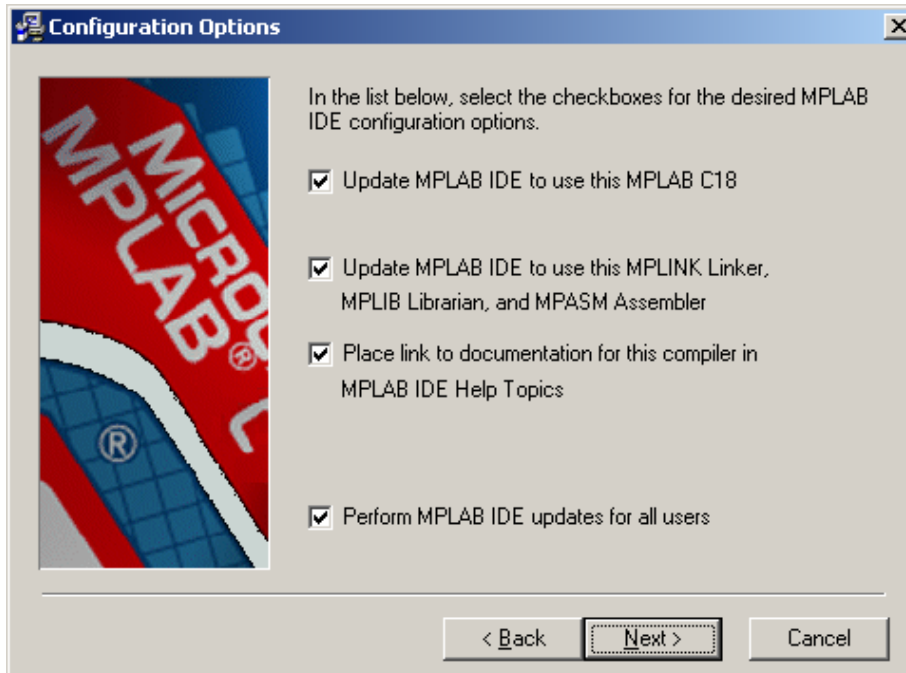 Configuration Options
MICROC
MPLAB®
C
®
In the list below, select the checkboxes for the desired MPLAB
IDE configuration options.
Update MPLAB IDE to use this MPLAB C18
Update MPLAB IDE to use this MPLINK Linker,
MPLIB Librarian, and MPASM Assembler
Place link to documentation for this compiler in
MPLAB IDE Help Topics
Perform MPLAB IDE updates for all users
< Back
Next >
Cancel